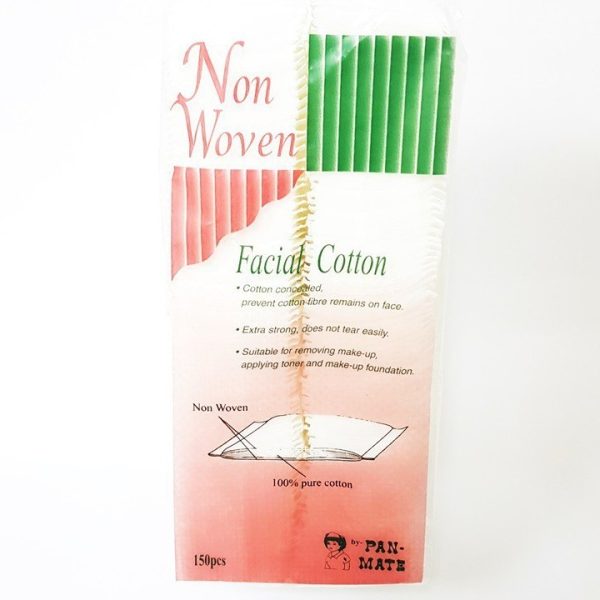 Non
Woven
Facial Cotton
• Cotton concealed,
prevent cotton fibre remains on face.
• Extra strong, does not tear easily.
• Suitable for removing make-up,
applying toner and make-up foundation.
Non Woven
100% pure cotton
150pcs
by- PAN-
MATE